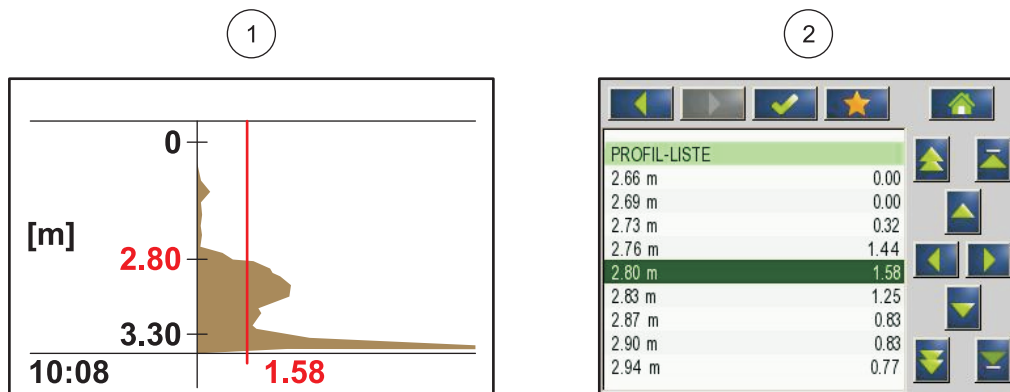 1
2
0
[m]
2.80
3.30
10:08
1.58
PROFIL-LISTE
2.66 m 0.00
2.69 m 0.00
2.73 m 0.32
2.76 m 1.44
2.80 m 1.58
2.83 m 1.25
2.87 m 0.83
2.90 m 0.83
2.94 m 0.77